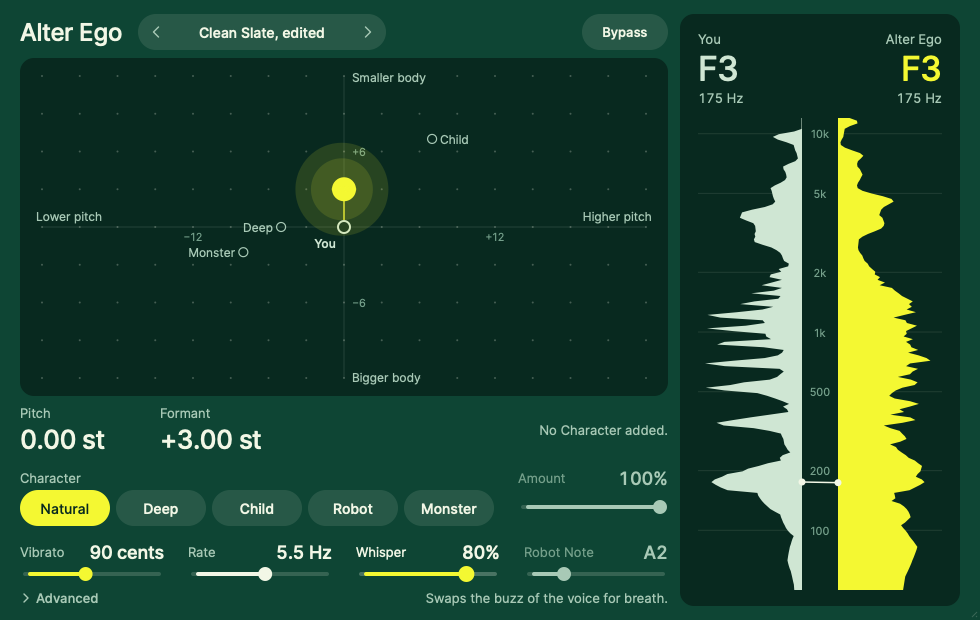 Alter Ego
Clean Slate, edited
Bypass
Smaller body
Child
+6
Lower pitch
Higher pitch
Deep
−12
You
+12
Monster
−6
Bigger body
You
Alter Ego
F3
F3
175 Hz
175 Hz
10k
5k
2k
1k
500
200
100
Pitch
Formant
0.00 st
+3.00 st
No Character added.
Character
Amount
100%
Natural
Deep
Child
Robot
Monster
Vibrato
90 cents
Rate
5.5 Hz
Whisper
80%
Robot Note
A2
Advanced
Swaps the buzz of the voice for breath.